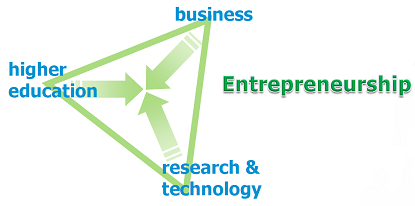 business
higher
education
Entrepreneurship
research &
technology